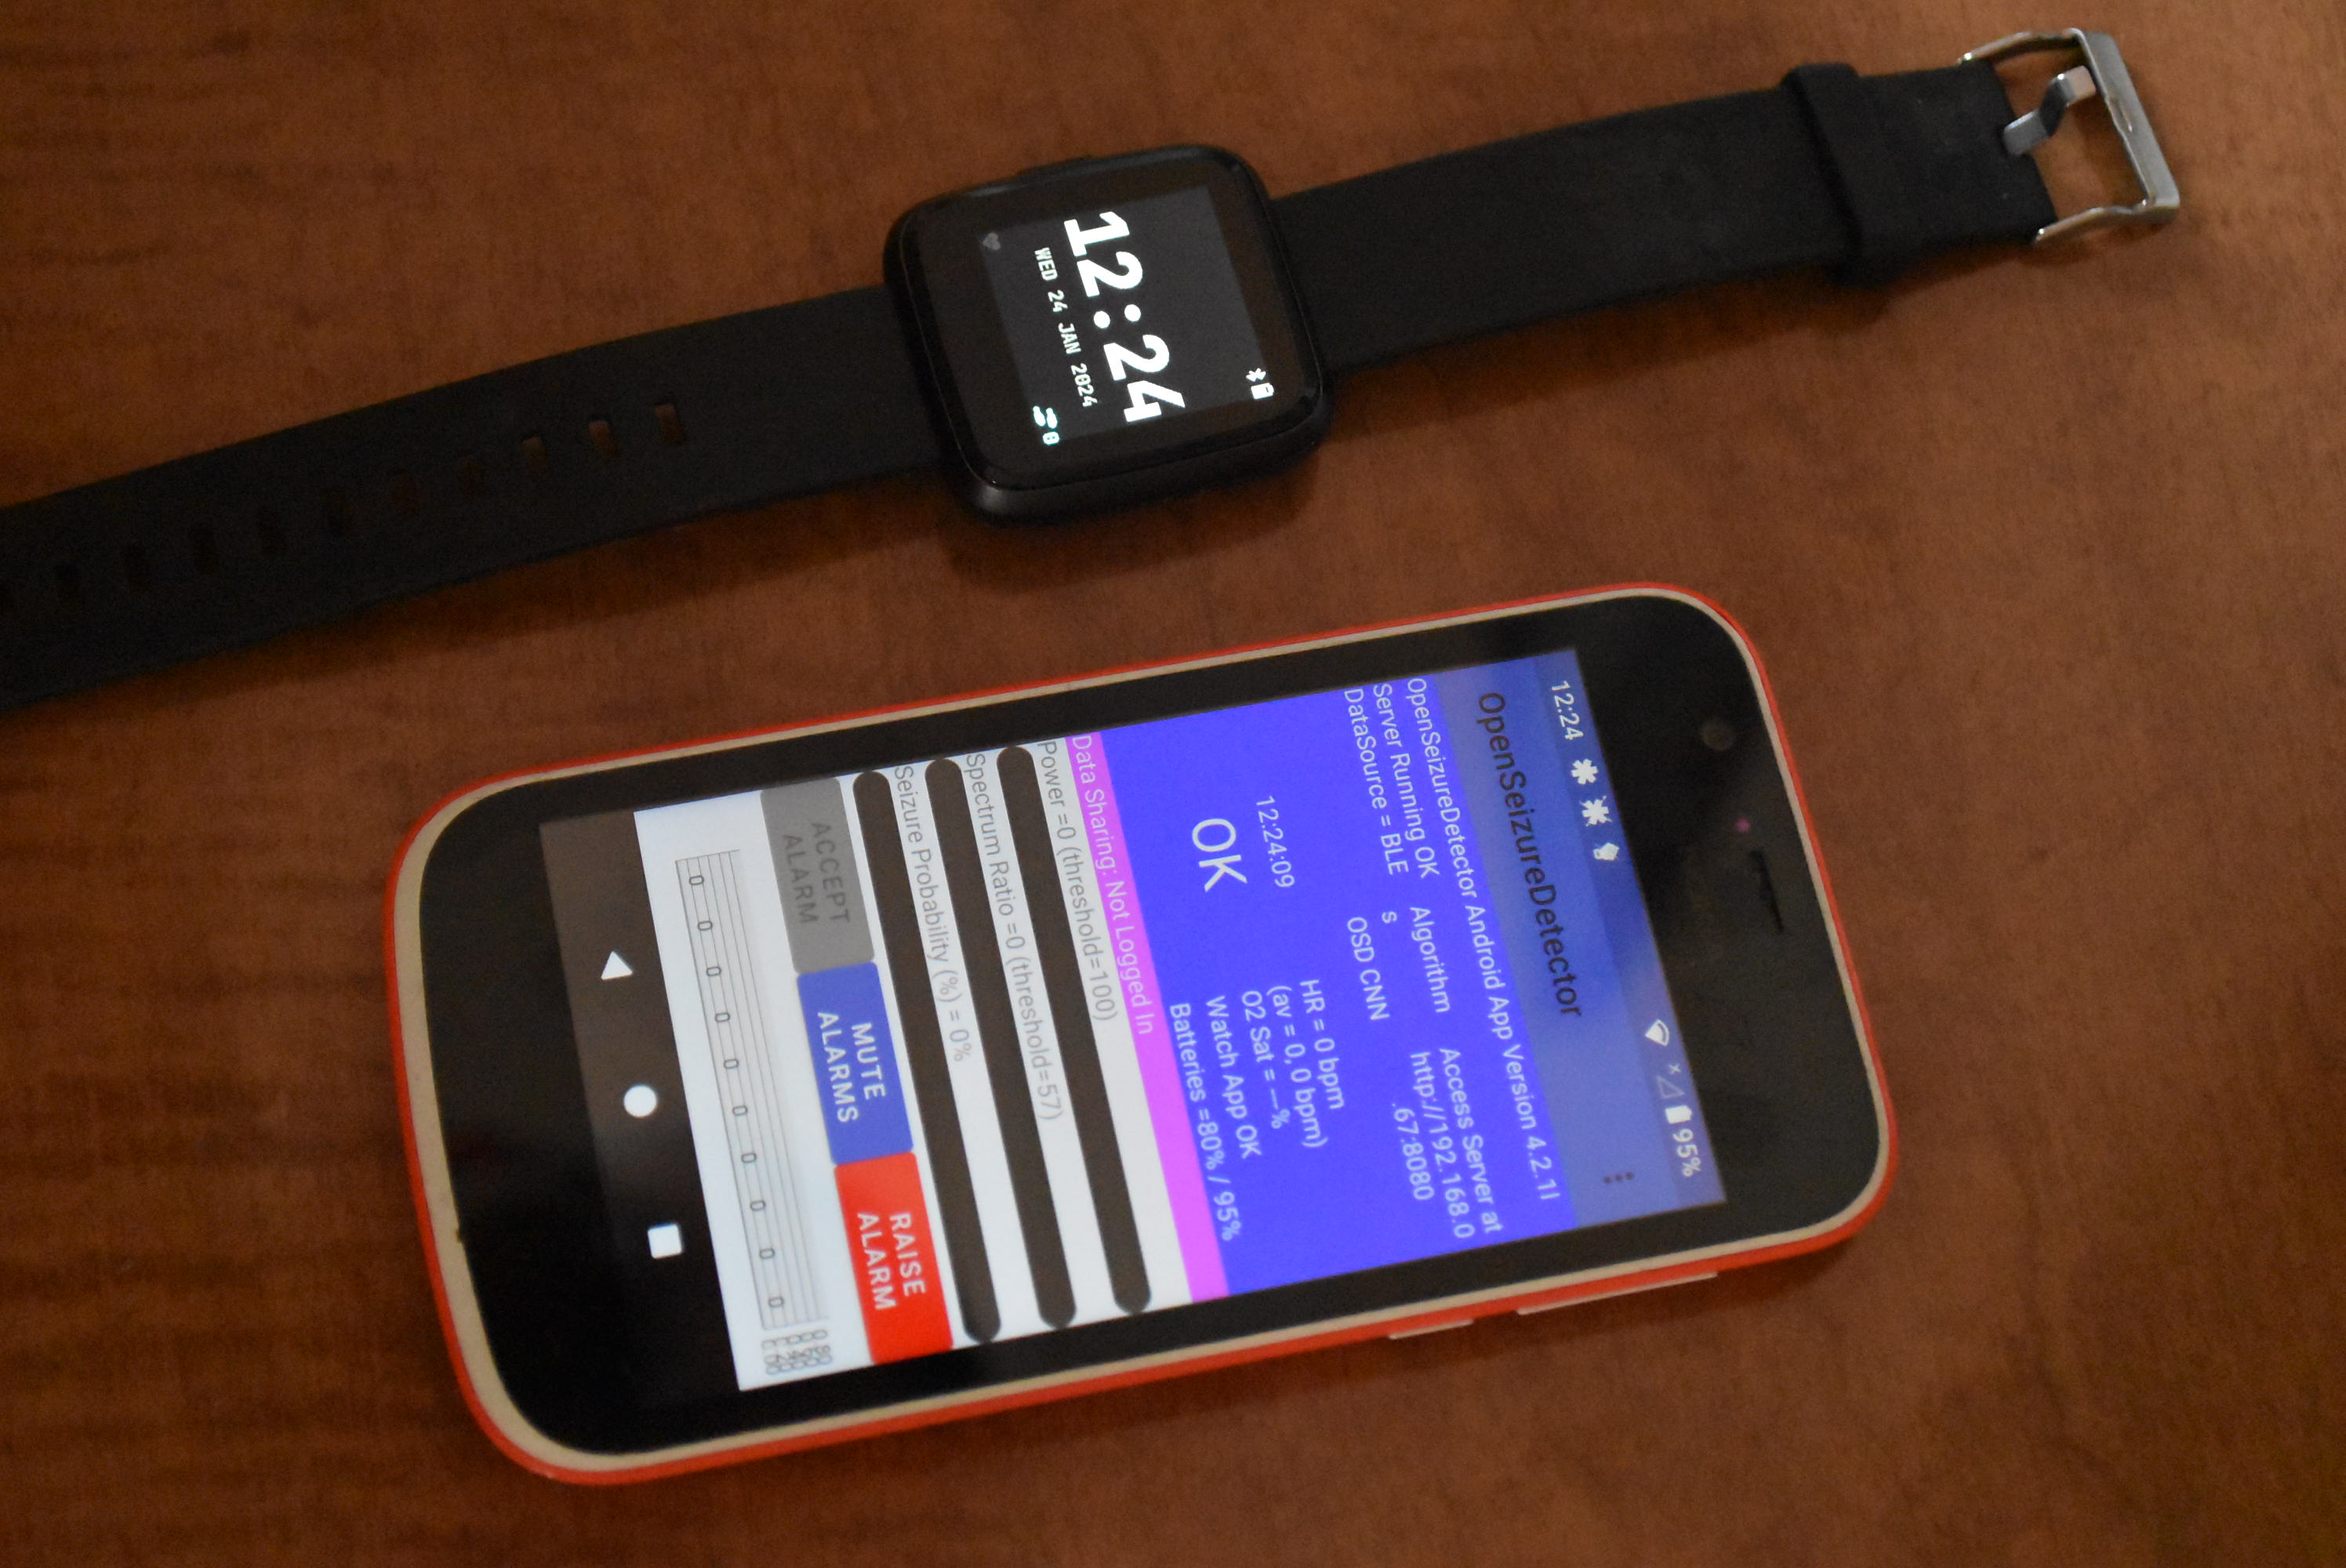 12:24
WED 24 JAN 2024
0
12:24
95%
OpenSeizureDetector
OpenSeizureDetector Android App Version 4.2.1l
Server Running OK
DataSource = BLE
Algorithm
s
OSD CNN
Access Server at
http://192.168.0
.67:8080
12:24:09
OK
HR = 0 bpm
(av = 0, 0 bpm)
O2 Sat = ---%
Watch App OK
Batteries =80% / 95%
Data Sharing: Not Logged In
Power =0 (threshold=100)
Spectrum Ratio =0 (threshold=57)
Seizure Probability (%) = 0%
ACCEPT
ALARM
MUTE
ALARMS
RAISE
ALARM
0 0 0 0 0 0 0 0 0 0